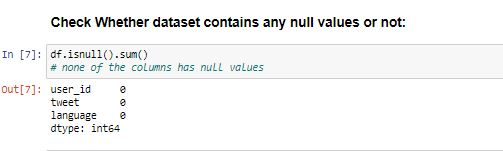 Check Whether dataset contains any null values or not:
In [7]: df.isnull().sum()
# none of the columns has null values
Out[7]: user_id 0
tweet 0
language 0
dtype: int64